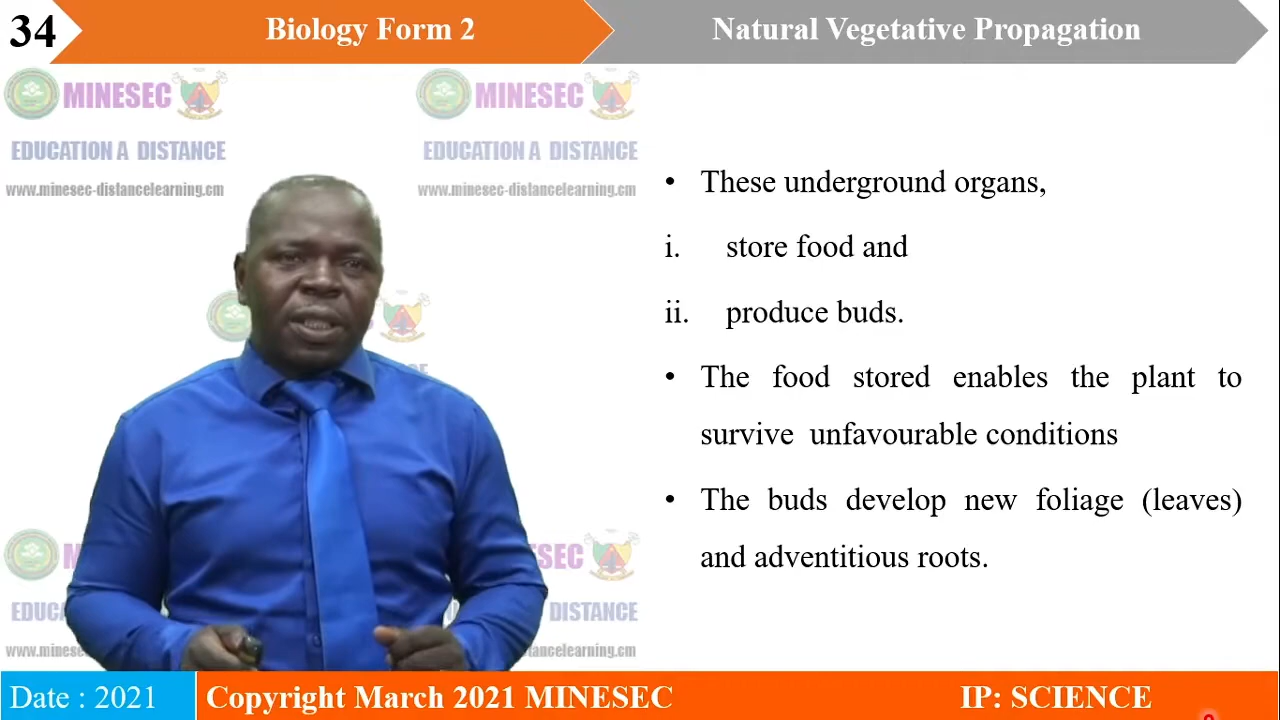 34 Biology Form 2 Natural Vegetative Propagation
MINESEC MINESEC
EDUCATION A DISTANCE EDUCATION A DISTANCE
www.minesec-distancelearning.cm www.minesec-distancelearning.cm
• These underground organs,
i. store food and
ii. produce buds.
• The food stored enables the plant to
survive unfavourable conditions
• The buds develop new foliage (leaves)
and adventitious roots.
Date : 2021 Copyright March 2021 MINESEC IP: SCIENCE